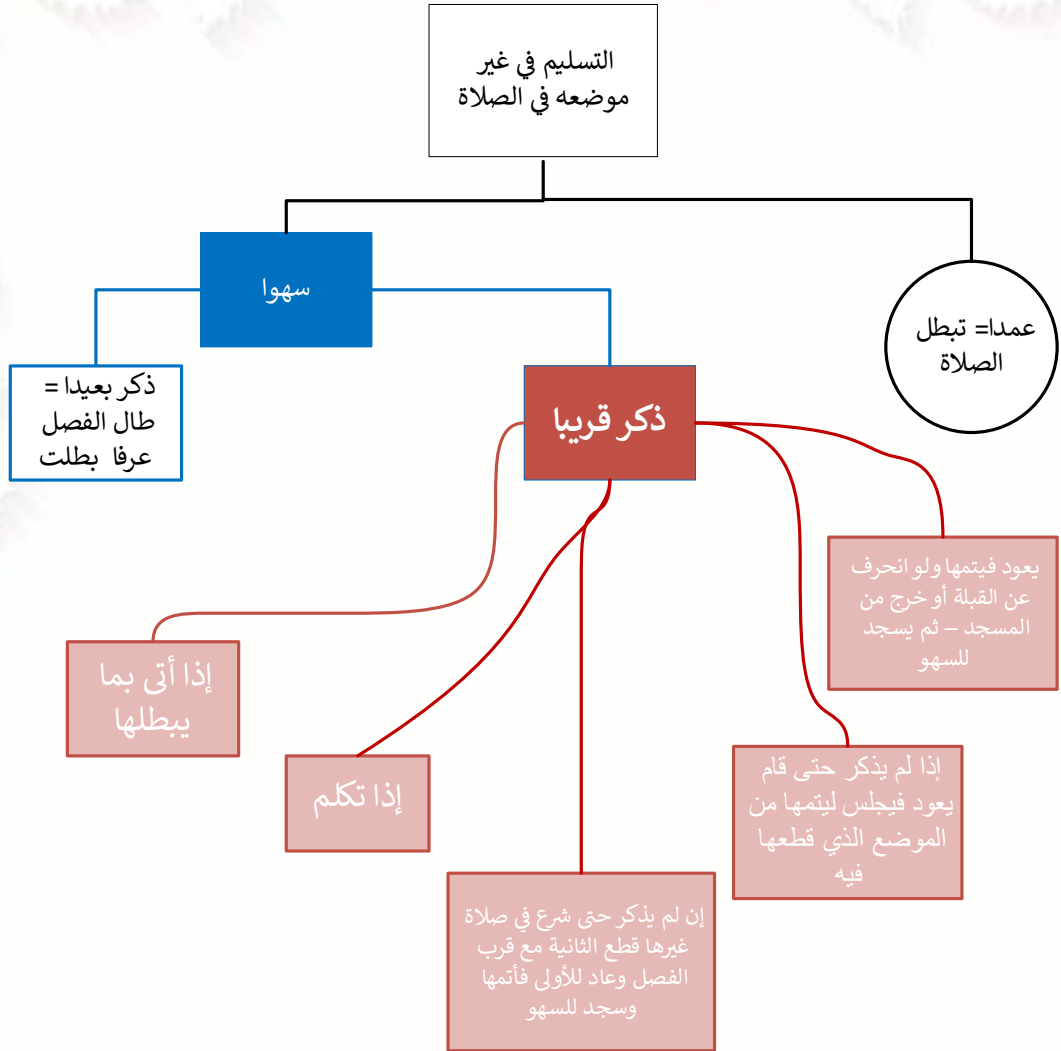 التسليم في غير
موضعه في الصلاة
عمدا= تبطل
الصلاة
سهوا
ذكر بعيدا =
طال الفصل
عرفا بطلت
ذكر قريبا
يعود فيتمها ولو انحرف
عن القبلة أو خرج من
المسجد – ثم يسجد
للسهو
إذا لم يذكر حتى قام
يعود فيجلس ليتمها من
الموضع الذي قطعها
فيه
إن لم يذكر حتى شرع في صلاة
غيرها قطع الثانية مع قرب
الفصل وعاد للأولى فأتمها
وسجد للسهو
إذا تكلم
إذا أتى بما
يبطلها